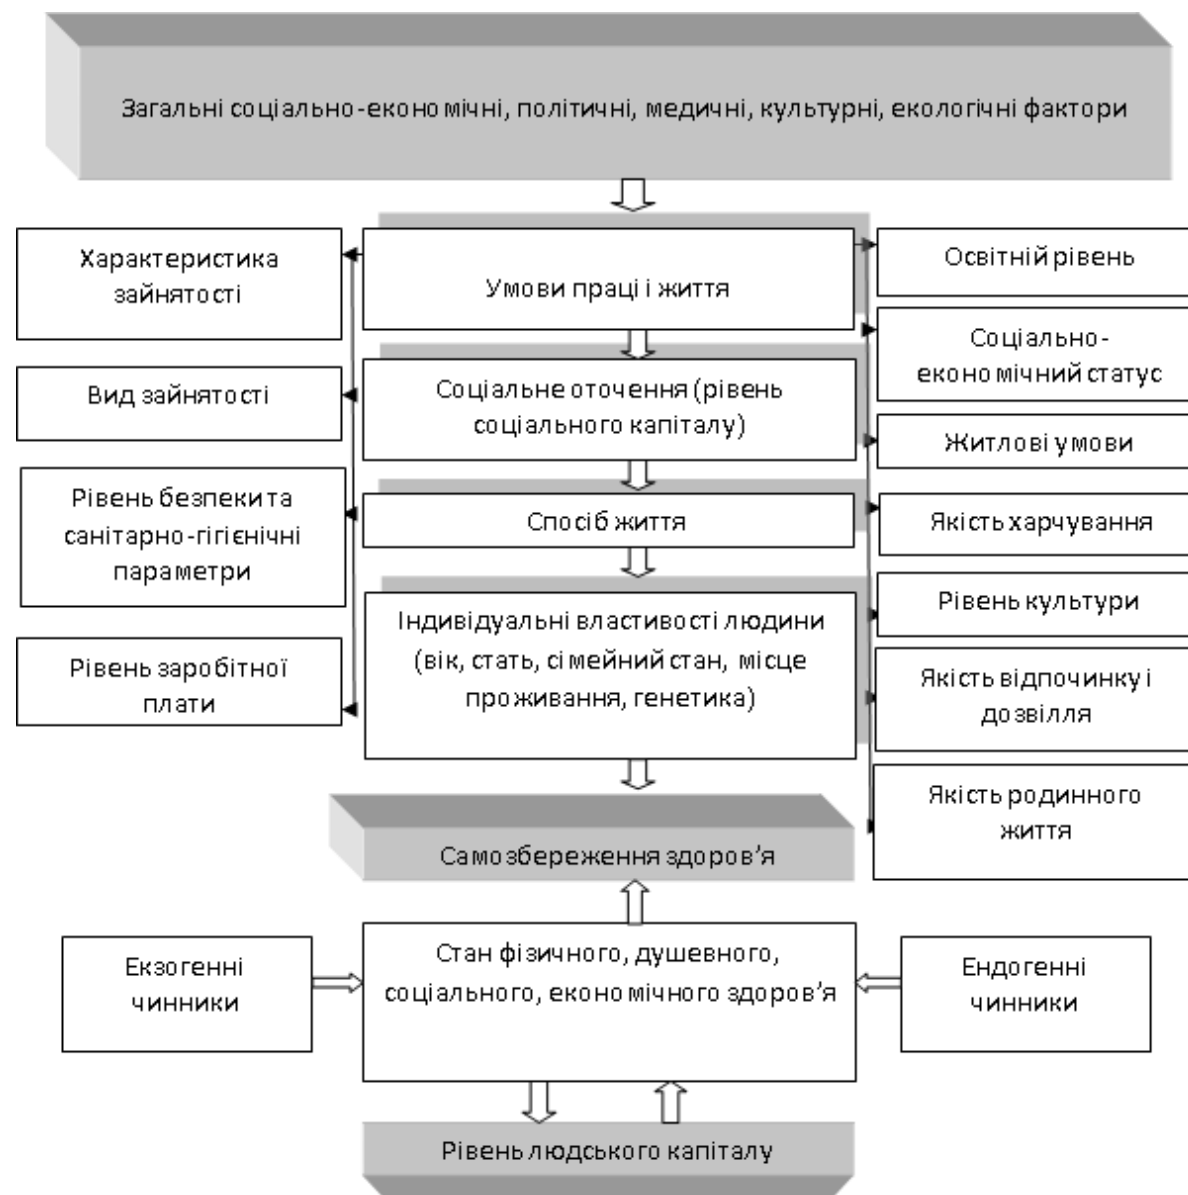 Загальні соціально-економічні, політичні, медичні, культурні, екологічні фактори
Характеристика
зайнятості
Умови праці і життя
Освітній рівень
Соціально-
економічний статус
Вид зайнятості
Соціальне оточення (рівень
соціального капіталу)
Житлові умови
Рівень безпеки та
санітарно-гігієнічні
параметри
Спосіб життя
Якість харчування
Рівень культури
Індивідуальні властивості людини
(вік, стать, сімейний стан, місце
проживання, генетика)
Рівень заробітної
плати
Якість відпочинку і
дозвілля
Якість родинного
життя
Самозбереження здоров’я
Екзогенні
чинники
Стан фізичного, душевного,
соціального, економічного здоров’я
Ендогенні
чинники
Рівень людського капіталу